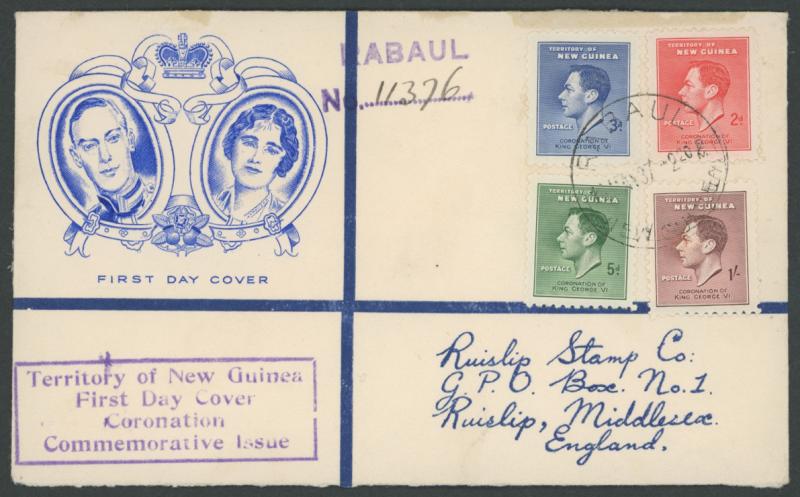 RABAUL
No. 11376
FIRST DAY COVER
TERRITORY OF
NEW GUINEA
3d
POSTAGE
CORONATION OF
KING GEORGE VI
TERRITORY OF
NEW GUINEA
2d
POSTAGE
CORONATION OF
KING GEORGE VI
RABAUL
NEW GUINEA
POSTAGE
5d
CORONATION OF
KING GEORGE VI
TERRITORY OF
NEW GUINEA
POSTAGE
1/-
CORONATION OF
KING GEORGE VI
Territory of New Guinea
First Day Cover
Coronation
Commemorative Issue
Ruislip Stamp Co:
G.P.O. Box. No.1.
Ruislip, Middlesex.
England.